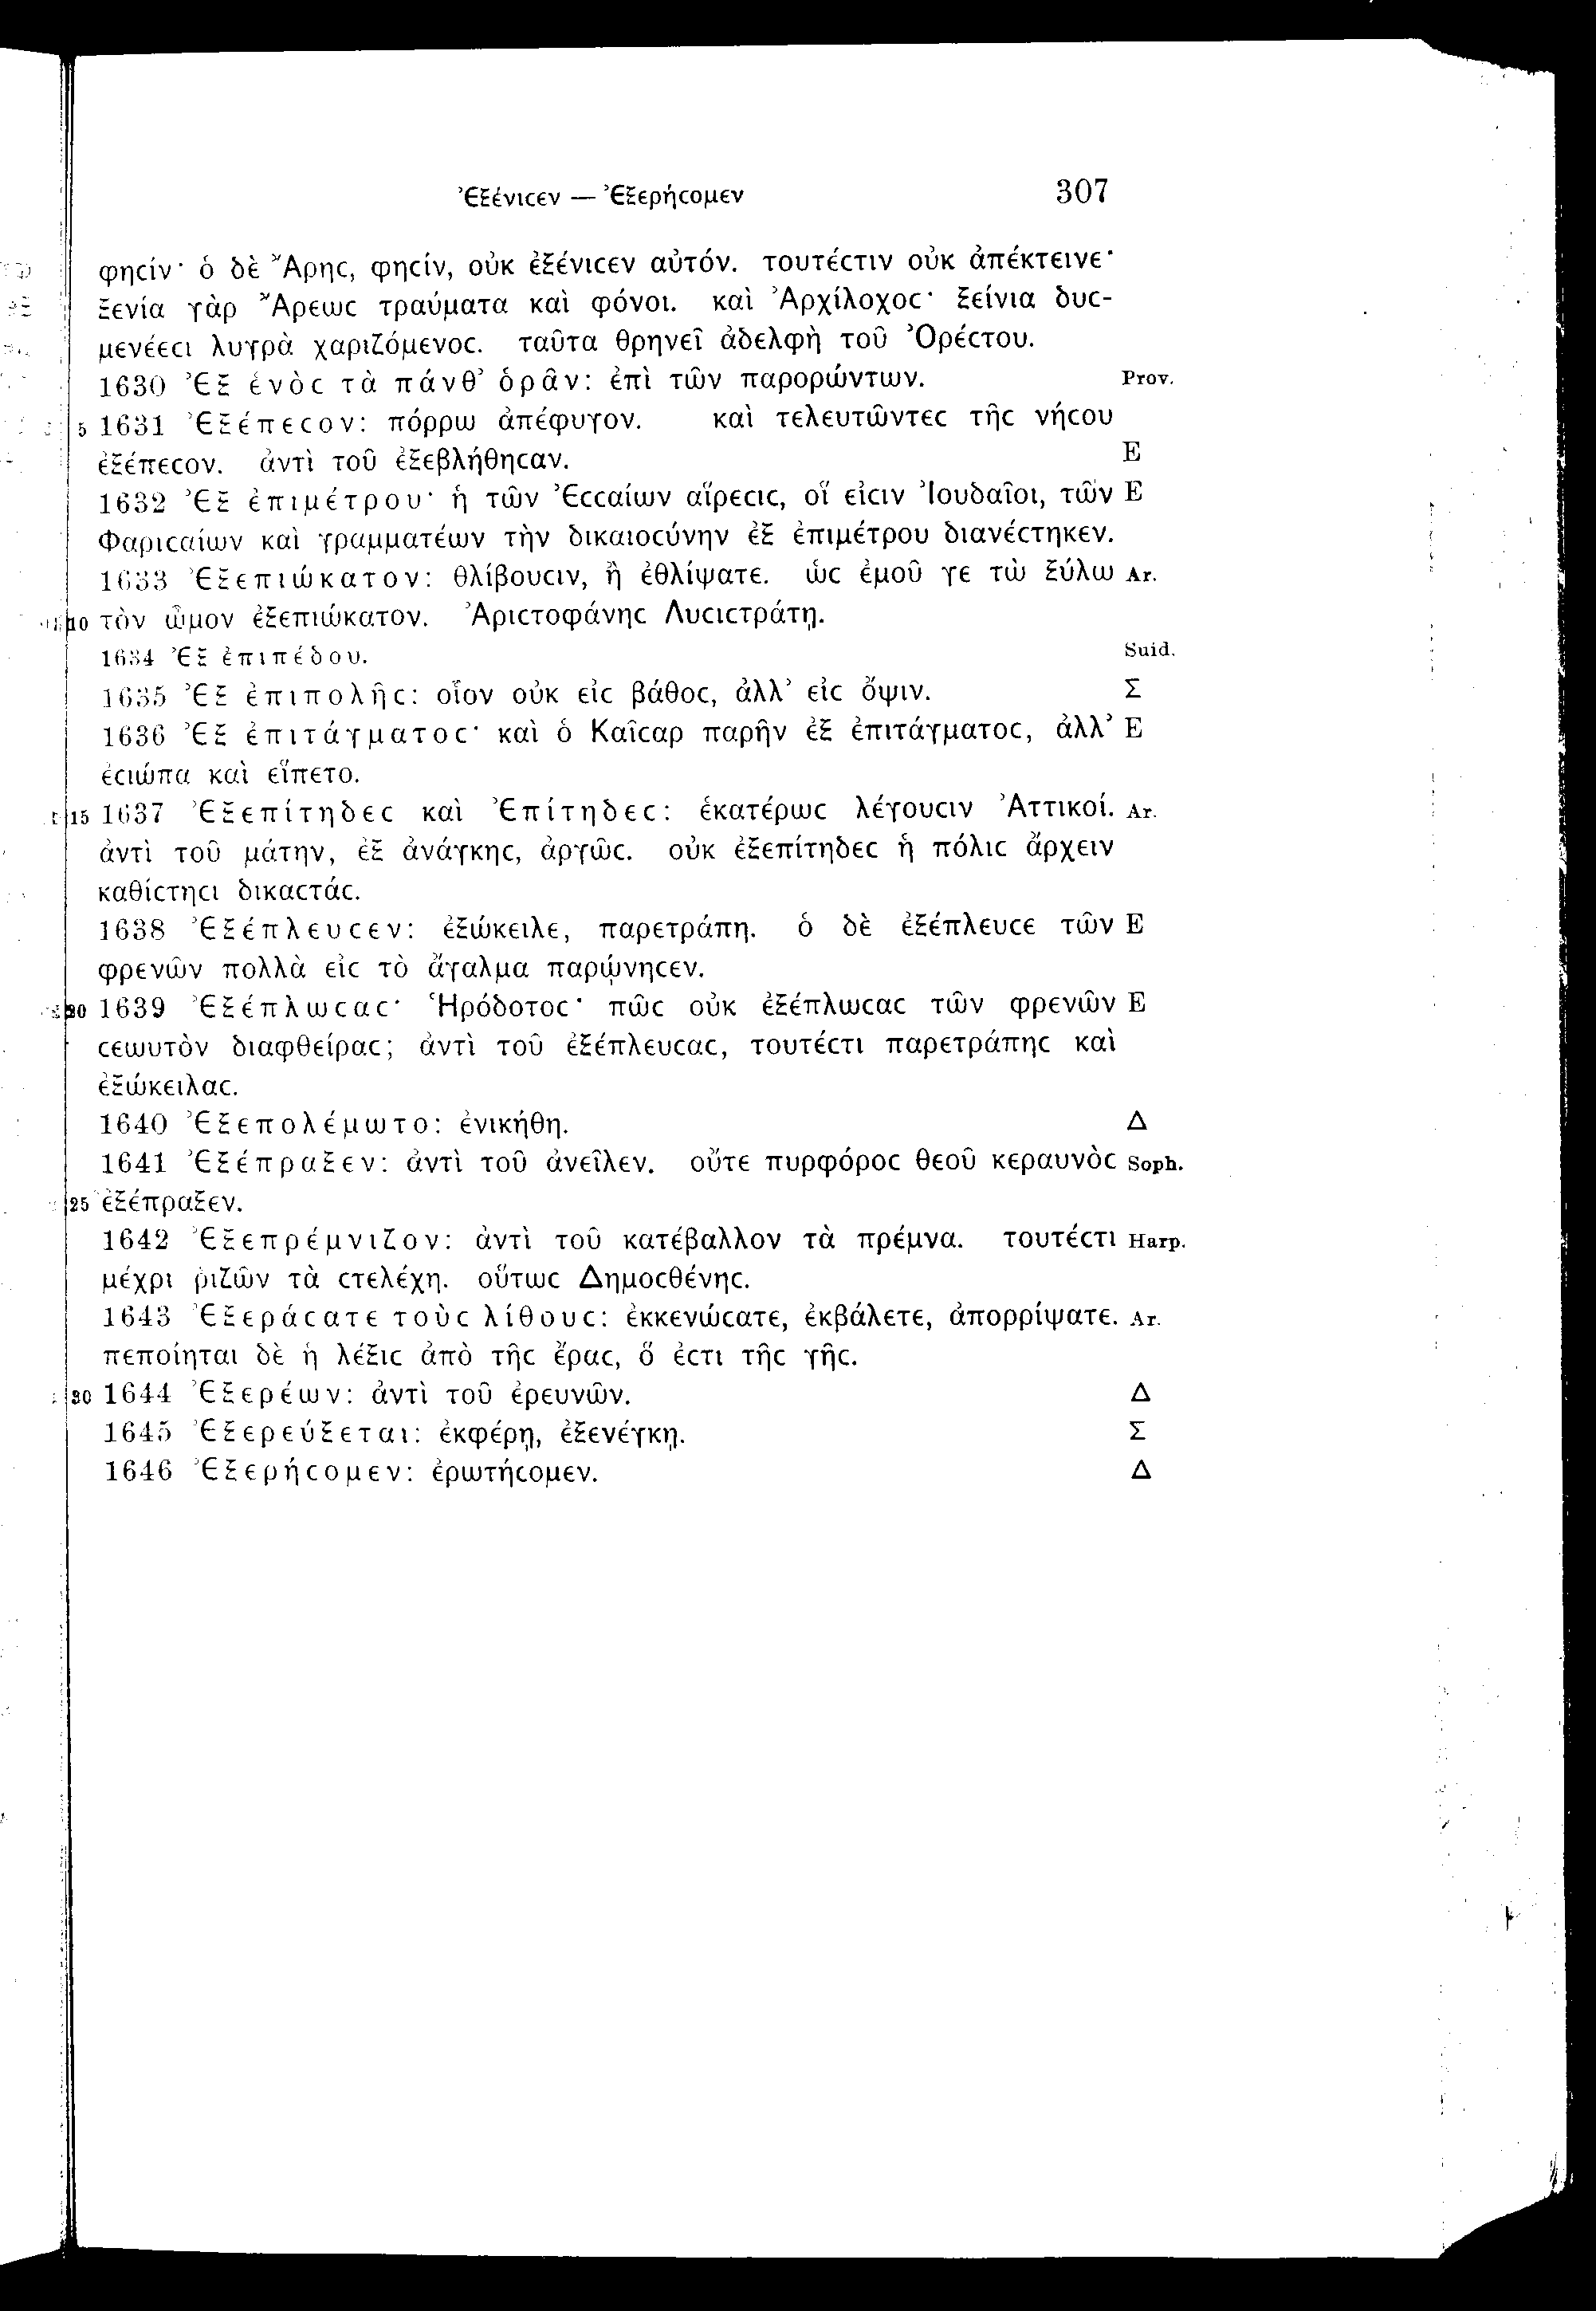 Ἐξένιϲεν — Ἐξερήϲομεν 307
φηϲίν· ὁ δὲ Ἄρηϲ, φηϲίν, οὐκ ἐξένιϲεν αὐτόν. τουτέϲτιν οὐκ ἀπέκτεινε·
ξενία γὰρ Ἄρεωϲ τραύματα καὶ φόνοι. καὶ Ἀρχίλοχοϲ· ξείνια δυϲ-
μενέεϲι λυγρὰ χαριζόμενοϲ. ταῦτα θρηνεῖ ἀδελφὴ τοῦ Ὀρέϲτου.
1630 Ἐξ ἑνὸϲ τὰ πάνθ’ ὁρᾶν: ἐπὶ τῶν παρορώντων. Prov.
5 1631 Ἐξέπεϲον: πόρρω ἀπέφυγον. καὶ τελευτῶντεϲ τῆϲ νήϲου
ἐξέπεϲον. ἀντὶ τοῦ ἐξεβλήθηϲαν. E
1632 Ἐξ ἐπιμέτρου· ἡ τῶν Ἐϲϲαίων αἵρεϲιϲ, οἵ εἰϲιν Ἰουδαῖοι, τῶν E
Φαριϲαίων καὶ γραμματέων τὴν δικαιοϲύνην ἐξ ἐπιμέτρου διανέϲτηκεν.
1633 Ἐξεπιώκατον: θλίβουϲιν, ἢ ἐθλίψατε. ὡϲ ἐμοῦ γε τὼ ξύλω Ar.
10 τὸν ὦμον ἐξεπιώκατον. Ἀριϲτοφάνηϲ Λυϲιϲτράτῃ.
1634 Ἐξ ἐπιπέδου. Suid.
1635 Ἐξ ἐπιπολῆϲ: οἷον οὐκ εἰϲ βάθοϲ, ἀλλ’ εἰϲ ὄψιν. Σ
1636 Ἐξ ἐπιτάγματοϲ· καὶ ὁ Καῖϲαρ παρῆν ἐξ ἐπιτάγματοϲ, ἀλλ’ E
ἐϲιώπα καὶ εἵπετο.
15 1637 Ἐξεπίτηδεϲ καὶ Ἐπίτηδεϲ: ἑκατέρωϲ λέγουϲιν Ἀττικοί. Ar.
ἀντὶ τοῦ μάτην, ἐξ ἀνάγκηϲ, ἀργῶϲ. οὐκ ἐξεπίτηδεϲ ἡ πόλιϲ ἄρχειν
καθίϲτηϲι δικαϲτάϲ.
1638 Ἐξέπλευϲεν: ἐξώκειλε, παρετράπη. ὁ δὲ ἐξέπλευϲε τῶν E
φρενῶν πολλὰ εἰϲ τὸ ἄγαλμα παρῴνηϲεν.
20 1639 Ἐξέπλωϲαϲ· Ἡρόδοτοϲ· πῶϲ οὐκ ἐξέπλωϲαϲ τῶν φρενῶν E
ϲεωυτὸν διαφθείραϲ; ἀντὶ τοῦ ἐξέπλευϲαϲ, τουτέϲτι παρετράπηϲ καὶ
ἐξώκειλαϲ.
1640 Ἐξεπολέμωτο: ἐνικήθη. Δ
1641 Ἐξέπραξεν: ἀντὶ τοῦ ἀνεῖλεν. οὔτε πυρφόροϲ θεοῦ κεραυνὸϲ Soph.
25 ἐξέπραξεν.
1642 Ἐξεπρέμνιζον: ἀντὶ τοῦ κατέβαλλον τὰ πρέμνα. τουτέϲτι Harp.
μέχρι ῥιζῶν τὰ ϲτελέχη. οὕτωϲ Δημοϲθένηϲ.
1643 Ἐξεράϲατε τοὺϲ λίθουϲ: ἐκκενώϲατε, ἐκβάλετε, ἀπορρίψατε. Ar.
πεποίηται δὲ ἡ λέξιϲ ἀπὸ τῆϲ ἔραϲ, ὅ ἐϲτι τῆϲ γῆϲ.
30 1644 Ἐξερέων: ἀντὶ τοῦ ἐρευνῶν. Δ
1645 Ἐξερεύξεται: ἐκφέρῃ, ἐξενέγκῃ. Σ
1646 Ἐξερήϲομεν: ἐρωτήϲομεν. Δ